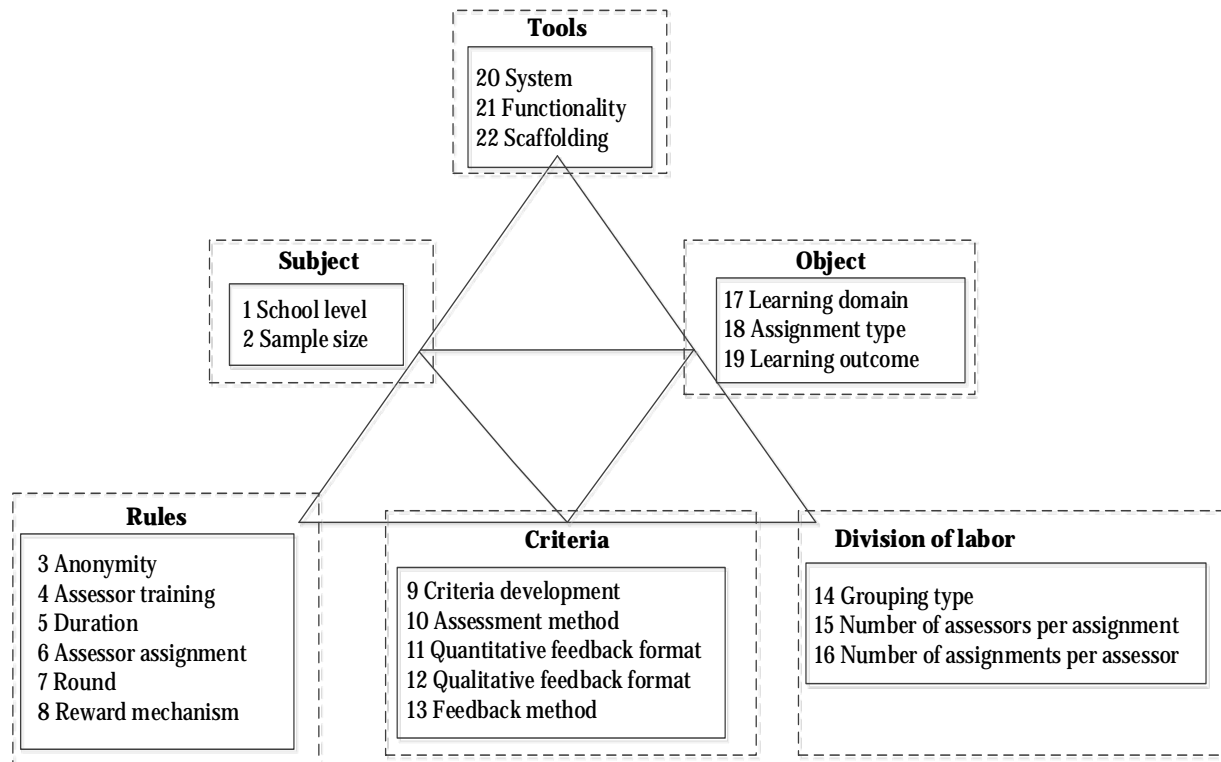 Tools
20 System
21 Functionality
22 Scaffolding
Subject
1 School level
2 Sample size
Object
17 Learning domain
18 Assignment type
19 Learning outcome
Rules
3 Anonymity
4 Assessor training
5 Duration
6 Assessor assignment
7 Round
8 Reward mechanism
Criteria
9 Criteria development
10 Assessment method
11 Quantitative feedback format
12 Qualitative feedback format
13 Feedback method
Division of labor
14 Grouping type
15 Number of assessors per assignment
16 Number of assignments per assessor